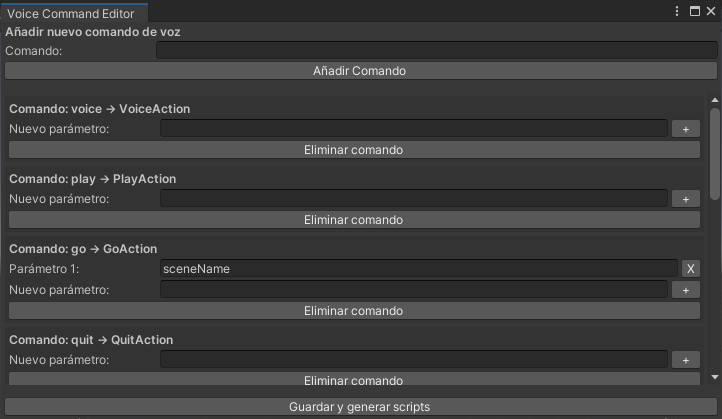 Voice Command Editor
Añadir nuevo comando de voz
Comando:
Añadir Comando
Comando: voice → VoiceAction
Nuevo parámetro: +
Eliminar comando
Comando: play → PlayAction
Nuevo parámetro: +
Eliminar comando
Comando: go → GoAction
Parámetro 1: sceneName X
Nuevo parámetro: +
Eliminar comando
Comando: quit → QuitAction
Nuevo parámetro: +
Eliminar comando
Guardar y generar scripts